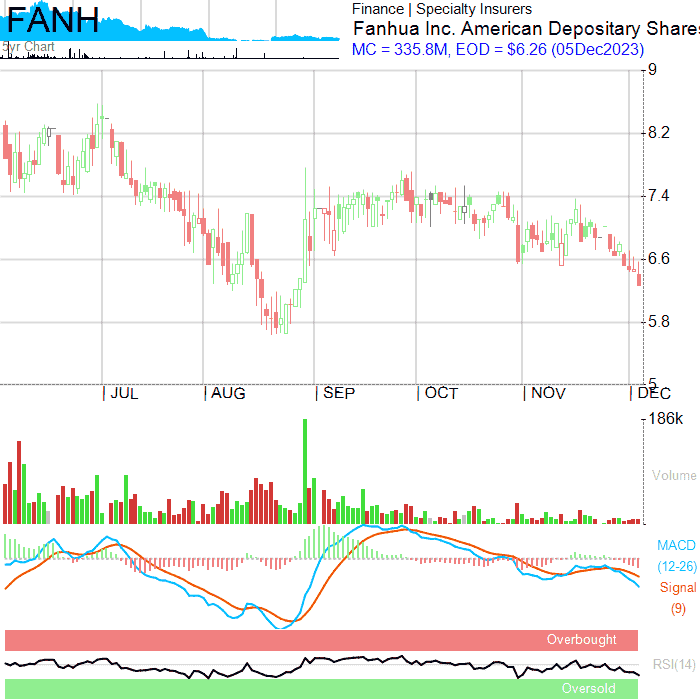 FANH
Finance | Specialty Insurers
Fanhua Inc. American Depositary Shares
MC = 335.8M, EOD = $6.26 (05Dec2023)
5yr Chart
9
8.2
7.4
6.6
5.8
5
JUL AUG SEP OCT NOV DEC
186k
Volume
MACD
(12-26)
Signal
(9)
Overbought
RSI(14)
Oversold